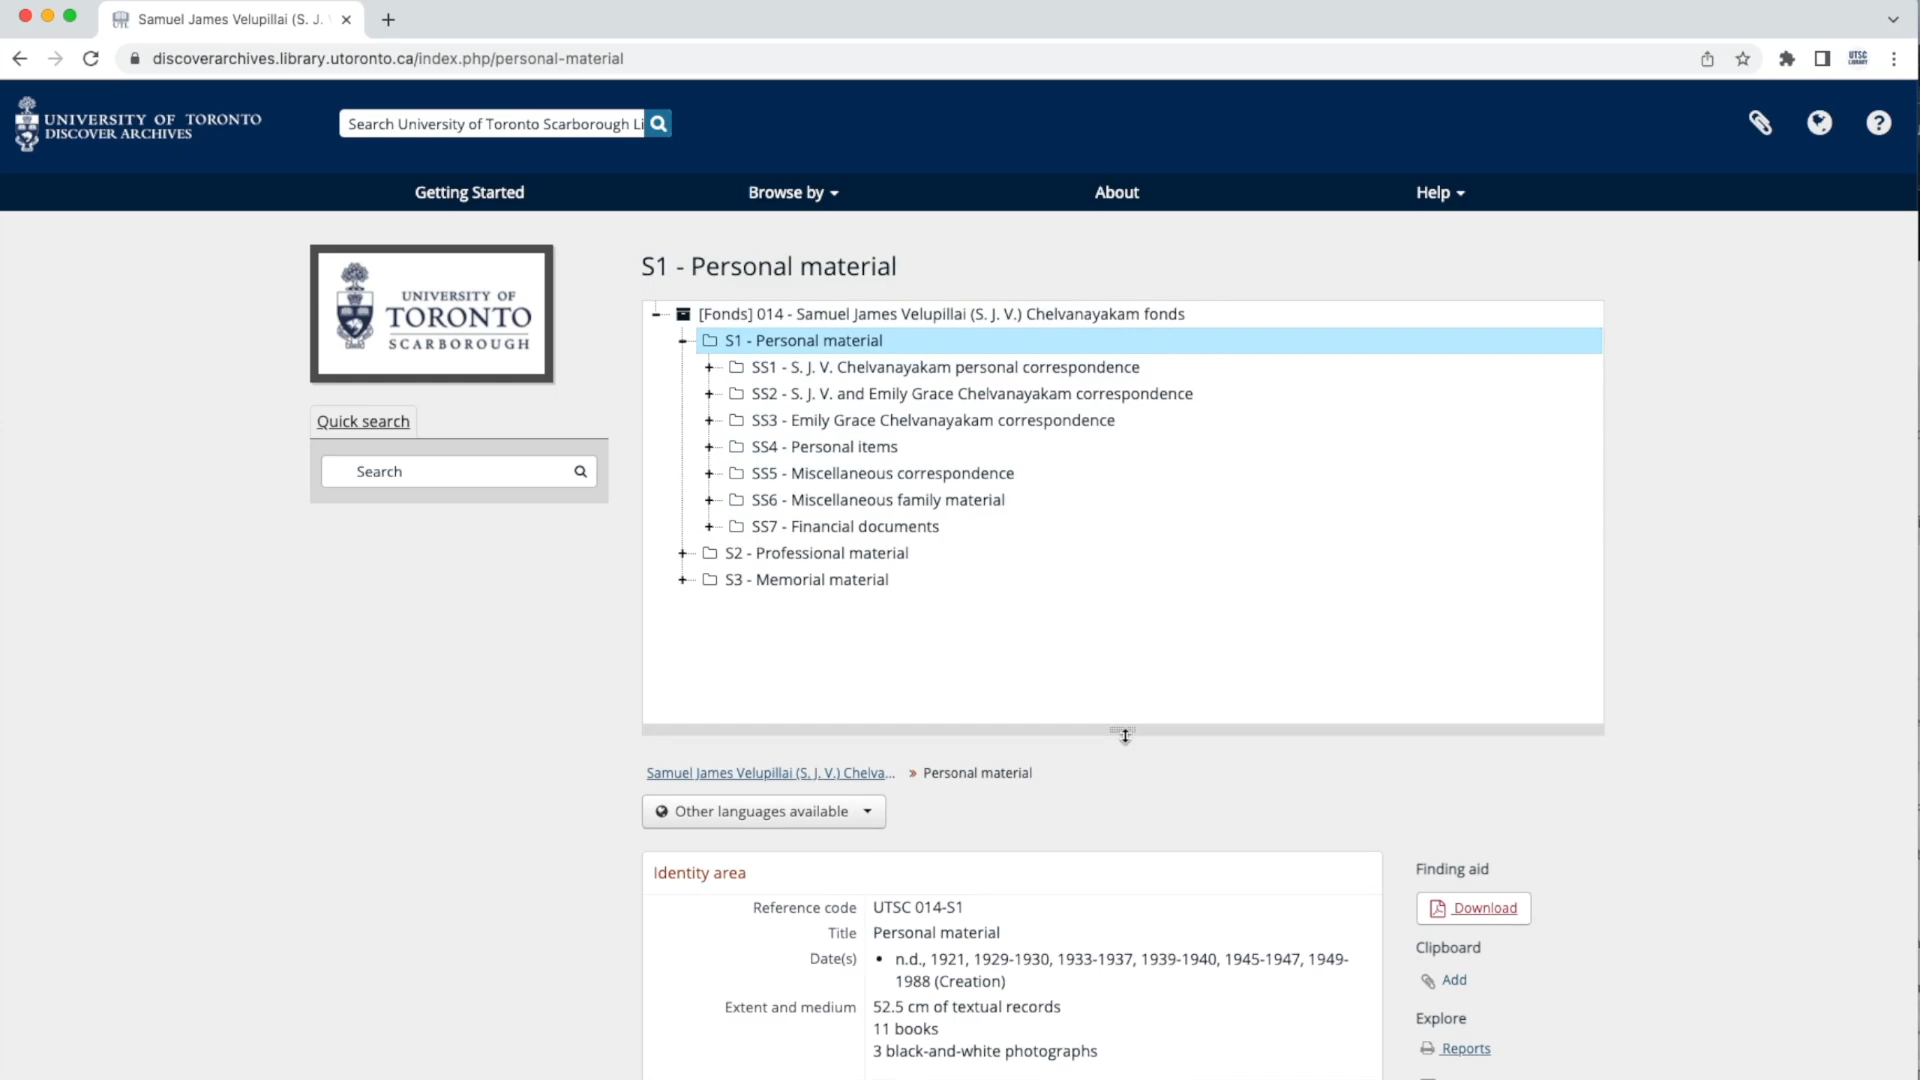 Samuel James Velupillai (S. J.
discoverarchives.library.utoronto.ca/index.php/personal-material
UTSC
LIBRARY
UNIVERSITY OF TORONTO
DISCOVER ARCHIVES
Search University of Toronto Scarborough Li
Getting Started
Browse by
About
Help
UNIVERSITY OF
TORONTO
SCARBOROUGH
Quick search
Search
S1 - Personal material
[Fonds] 014 - Samuel James Velupillai (S. J. V.) Chelvanayakam fonds
S1 - Personal material
SS1 - S. J. V. Chelvanayakam personal correspondence
SS2 - S. J. V. and Emily Grace Chelvanayakam correspondence
SS3 - Emily Grace Chelvanayakam correspondence
SS4 - Personal items
SS5 - Miscellaneous correspondence
SS6 - Miscellaneous family material
SS7 - Financial documents
S2 - Professional material
S3 - Memorial material
Samuel James Velupillai (S. J. V.) Chelva... » Personal material
Other languages available
Identity area
Reference code UTSC 014-S1
Title Personal material
Date(s) • n.d., 1921, 1929-1930, 1933-1937, 1939-1940, 1945-1947, 1949-
1988 (Creation)
Extent and medium 52.5 cm of textual records
11 books
3 black-and-white photographs
Finding aid
Download
Clipboard
Add
Explore
Reports